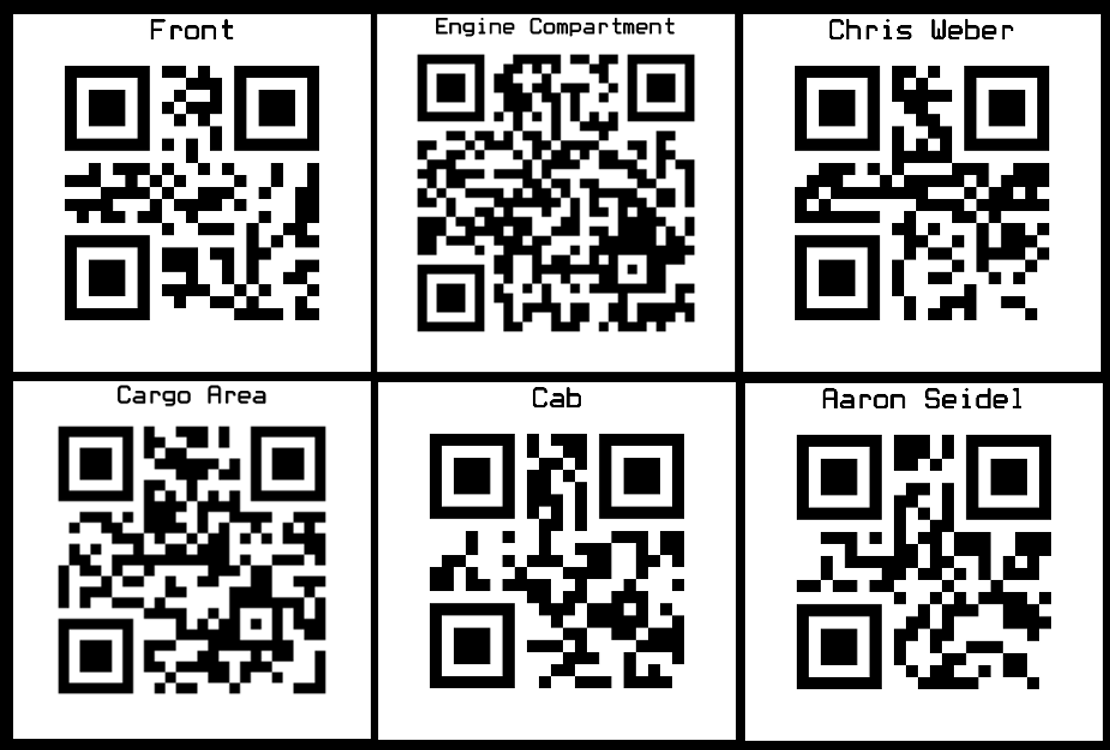 Front
Engine Compartment
Chris Weber
Cargo Area
Cab
Aaron Seidel